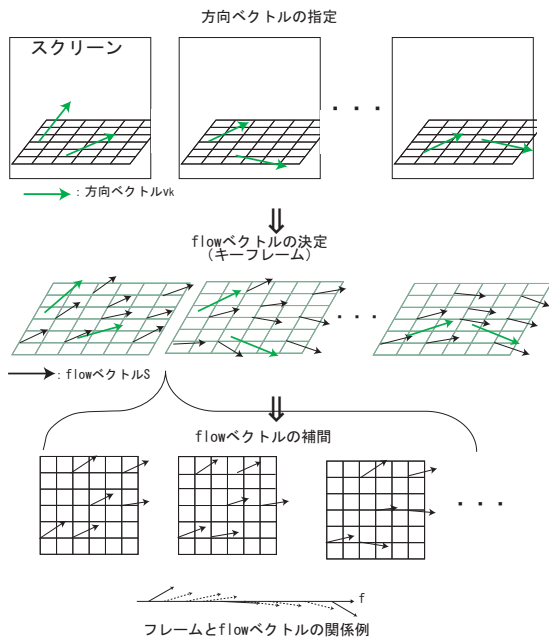 方向ベクトルの指定
スクリーン
・・・
：方向ベクトルvk
flowベクトルの決定
（キーフレーム）
・・・
：flowベクトルS
flowベクトルの補間
・・・
f
フレームとflowベクトルの関係例